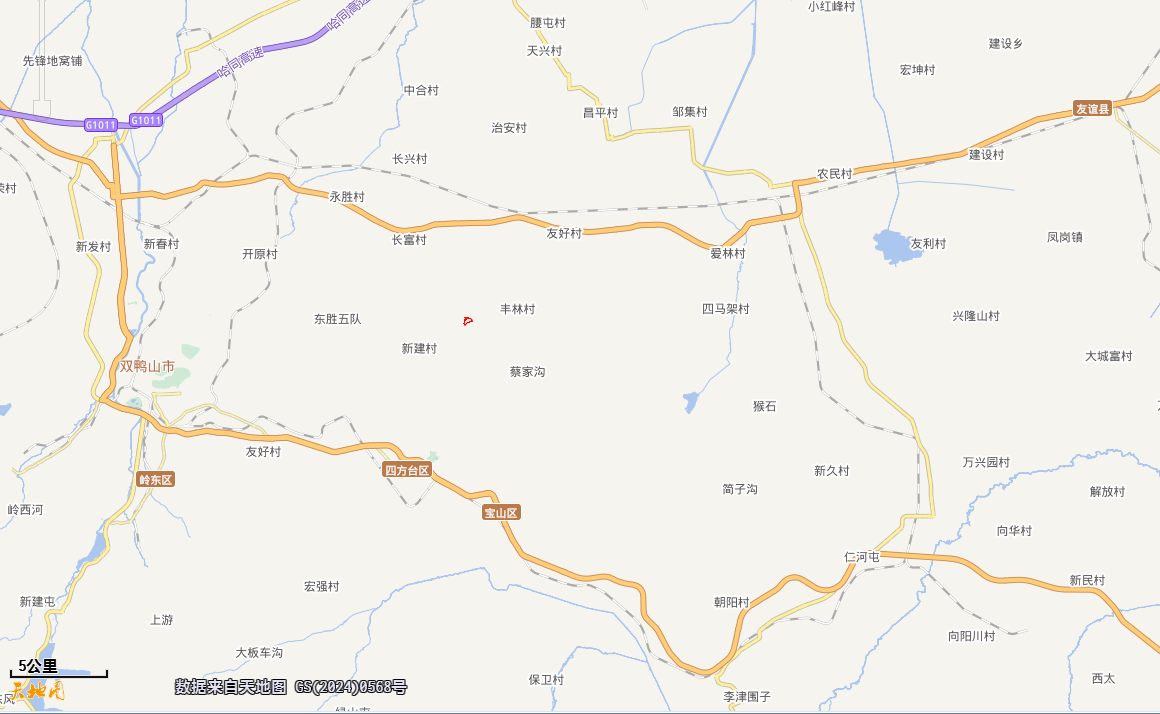 小红峰村
腰屯村
哈同高速
天兴村
建设乡
先锋地窝铺
哈同高速
宏坤村
中合村
友谊县
昌平村
邹集村
G1011
G1011
治安村
长兴村
建设村
农民村
永胜村
友好村
长富村
凤岗镇
新发村
新春村
友利村
开原村
爱林村
丰林村
四马架村
东胜五队
兴隆山村
新建村
大城富村
双鸭山市
蔡家沟
猴石
友好村
万兴园村
四方台区
新久村
岭东区
简子沟
解放村
岭西河
宝山区
向华村
仁河屯
宏强村
新民村
新建屯
朝阳村
上游
向阳川村
大板车沟
5公里
保卫村
西太
天地图
数据来自天地图 GS(2024)0568号
李津围子